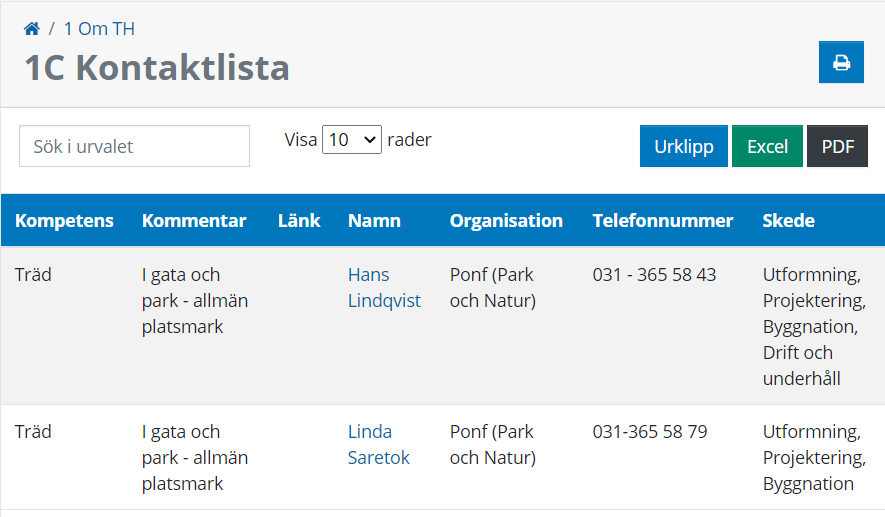 / 1 Om TH
1C Kontaktlista
Sök i urvalet
Visa 10 rader
Urklipp Excel PDF
Kompetens Kommentar Länk Namn Organisation Telefonnummer Skede
Träd I gata och Hans Ponf (Park 031 - 365 58 43 Utformning,
park - allmän Lindqvist och Natur) Projektering,
platsmark Byggnation,
Drift och
underhåll
Träd I gata och Linda Ponf (Park 031-365 58 79 Utformning,
park - allmän Saretok och Natur) Projektering,
platsmark Byggnation